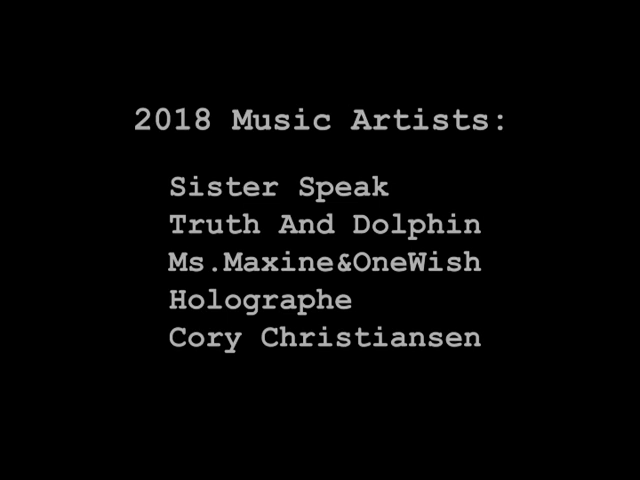 2018 Music Artists:
Sister Speak
Truth And Dolphin
Ms.Maxine&OneWish
Holographe
Cory Christiansen